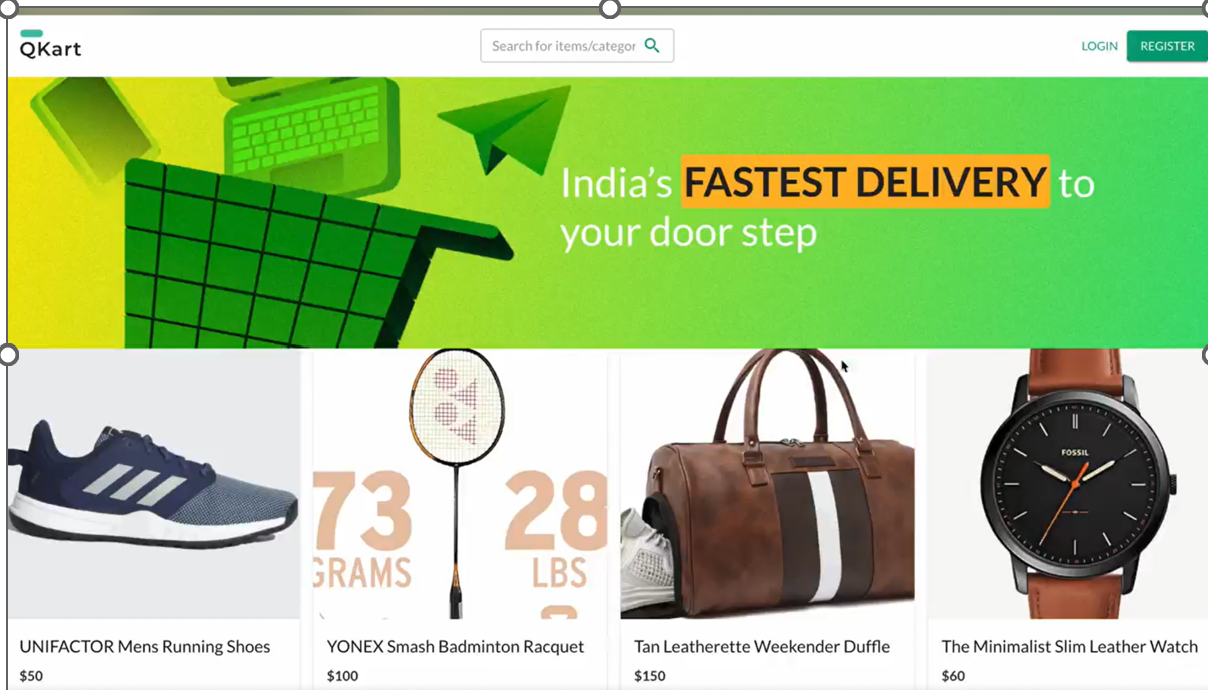 QKart
Search for items/categor
LOGIN
REGISTER
India's FASTEST DELIVERY to
your door step
73
GRAMS
28
LBS
FOSSIL
UNIFACTOR Mens Running Shoes
YONEX Smash Badminton Racquet
Tan Leatherette Weekender Duffle
The Minimalist Slim Leather Watch
$50
$100
$150
$60